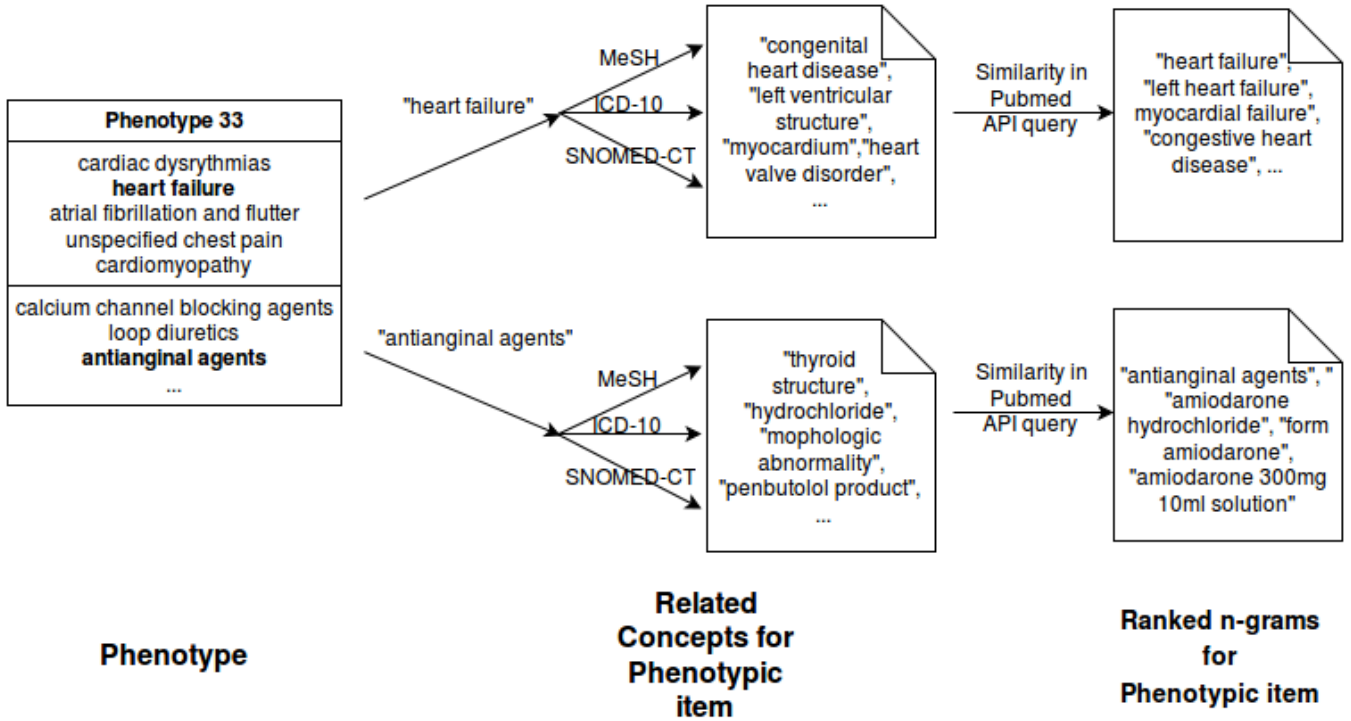 Phenotype 33
cardiac dysrythmias
heart failure
atrial fibrillation and flutter
unspecified chest pain
cardiomyopathy
calcium channel blocking agents
loop diuretics
antianginal agents
...
"heart failure"
MeSH
ICD-10
SNOMED-CT
"congenital
heart disease",
"left ventricular
structure",
"myocardium","heart
valve disorder",
...
Similarity in
Pubmed
API query
"heart failure",
"left heart failure",
myocardial failure",
"congestive heart
disease", ...
"antianginal agents"
MeSH
ICD-10
SNOMED-CT
"thyroid
structure",
"hydrochloride",
"mophologic
abnormality",
"penbutolol product",
...
Similarity in
Pubmed
API query
"antianginal agents", "
"amiodarone
hydrochloride", "form
amiodarone",
"amiodarone 300mg
10ml solution"
Phenotype
Related
Concepts for
Phenotypic
item
Ranked n-grams
for
Phenotypic item